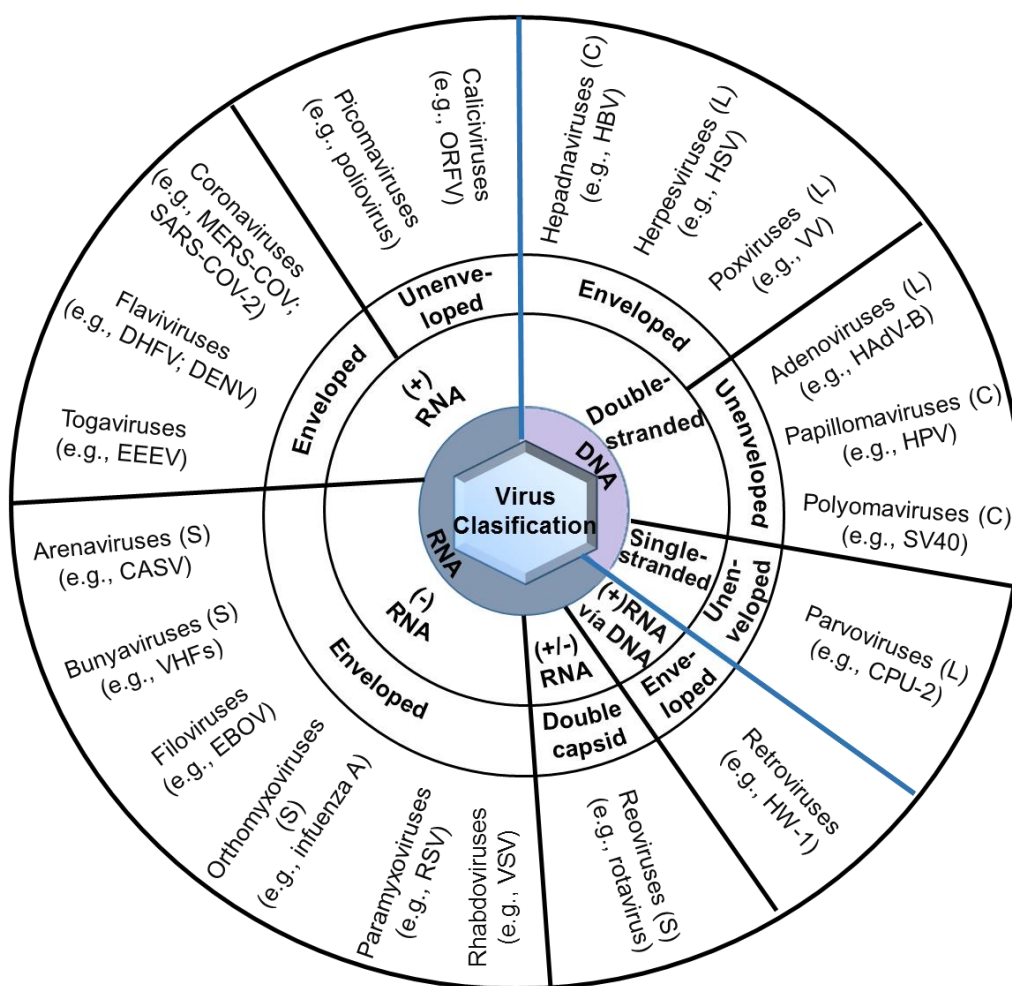 Virus
Clasification
DNA
RNA
Double-
stranded
Single-
stranded
(+)RNA
vía DNA
(+/-)
RNA
(-)
RNA
(+)
RNA
Enveloped
Unenveloped
Unen-
veloped
Enve-
loped
Double
capsid
Enveloped
Enveloped
Unenve-
loped
Hepadnaviruses (C)
(e.g., HBV)
Herpesviruses (L)
(e.g., HSV)
Poxviruses (L)
(e.g., VV)
Adenoviruses (L)
(e.g., HAdV-B)
Papillomaviruses (C)
(e.g., HPV)
Polyomaviruses (C)
(e.g., SV40)
Parvoviruses (L)
(e.g., CPU-2)
Retroviruses
(e.g., HW-1)
Reoviruses (S)
(e.g., rotavirus)
Rhabdoviruses
(e.g., VSV)
Paramyxoviruses
(e.g., RSV)
Orthomyxoviruses
(S)
(e.g., infuenza A)
Filoviruses
(e.g., EBOV)
Bunyaviruses (S)
(e.g., VHFs)
Arenaviruses (S)
(e.g., CASV)
Togaviruses
(e.g., EEEV)
Flaviviruses
(e.g., DHFV; DENV)
Coronaviruses
(e.g., MERS-COV;
SARS-COV-2)
Picomaviruses
(e.g., poliovirus)
Caliciviruses
(e.g., ORFV)